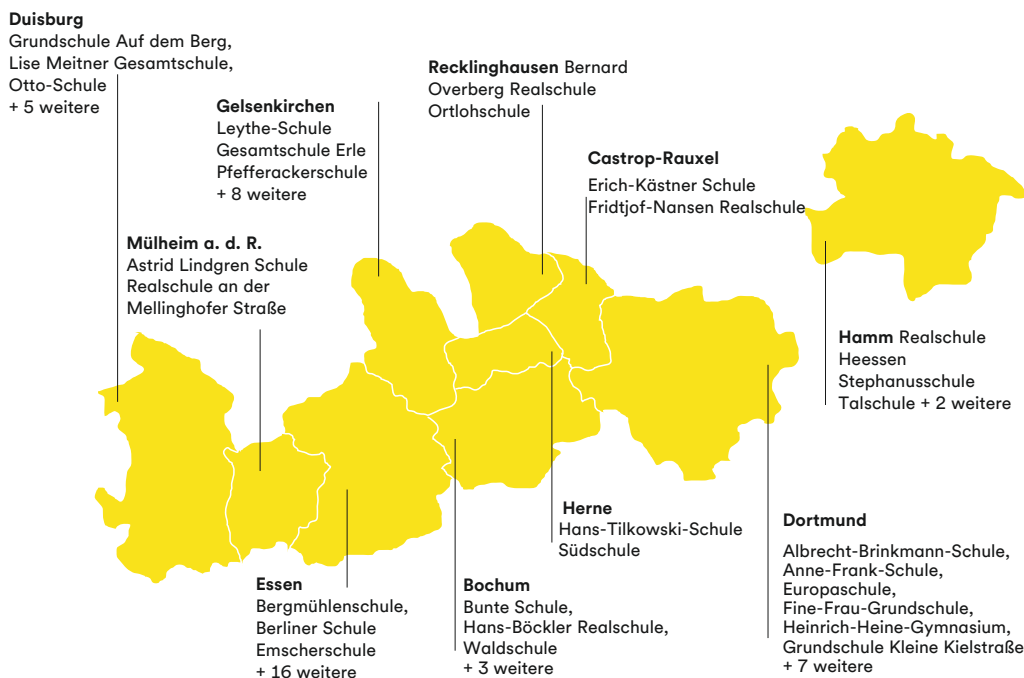 Duisburg
Grundschule Auf dem Berg,
Lise Meitner Gesamtschule,
Otto-Schule
+ 5 weitere
Gelsenkirchen
Leythe-Schule
Gesamtschule Erle
Pfefferackerschule
+ 8 weitere
Recklinghausen Bernard
Overberg Realschule
Ortlohschule
Castrop-Rauxel
Erich-Kästner Schule
Fridtjof-Nansen Realschule
Mülheim a. d. R.
Astrid Lindgren Schule
Realschule an der
Mellinghofer Straße
Hamm Realschule
Heessen
Stephanusschule
Talschule + 2 weitere
Herne
Hans-Tilkowski-Schule
Südschule
Dortmund
Albrecht-Brinkmann-Schule,
Anne-Frank-Schule,
Europaschule,
Fine-Frau-Grundschule,
Heinrich-Heine-Gymnasium,
Grundschule Kleine Kielstraße
+ 7 weitere
Essen
Bergmühlenschule,
Berliner Schule
Emscherschule
+ 16 weitere
Bochum
Bunte Schule,
Hans-Böckler Realschule,
Waldschule
+ 3 weitere